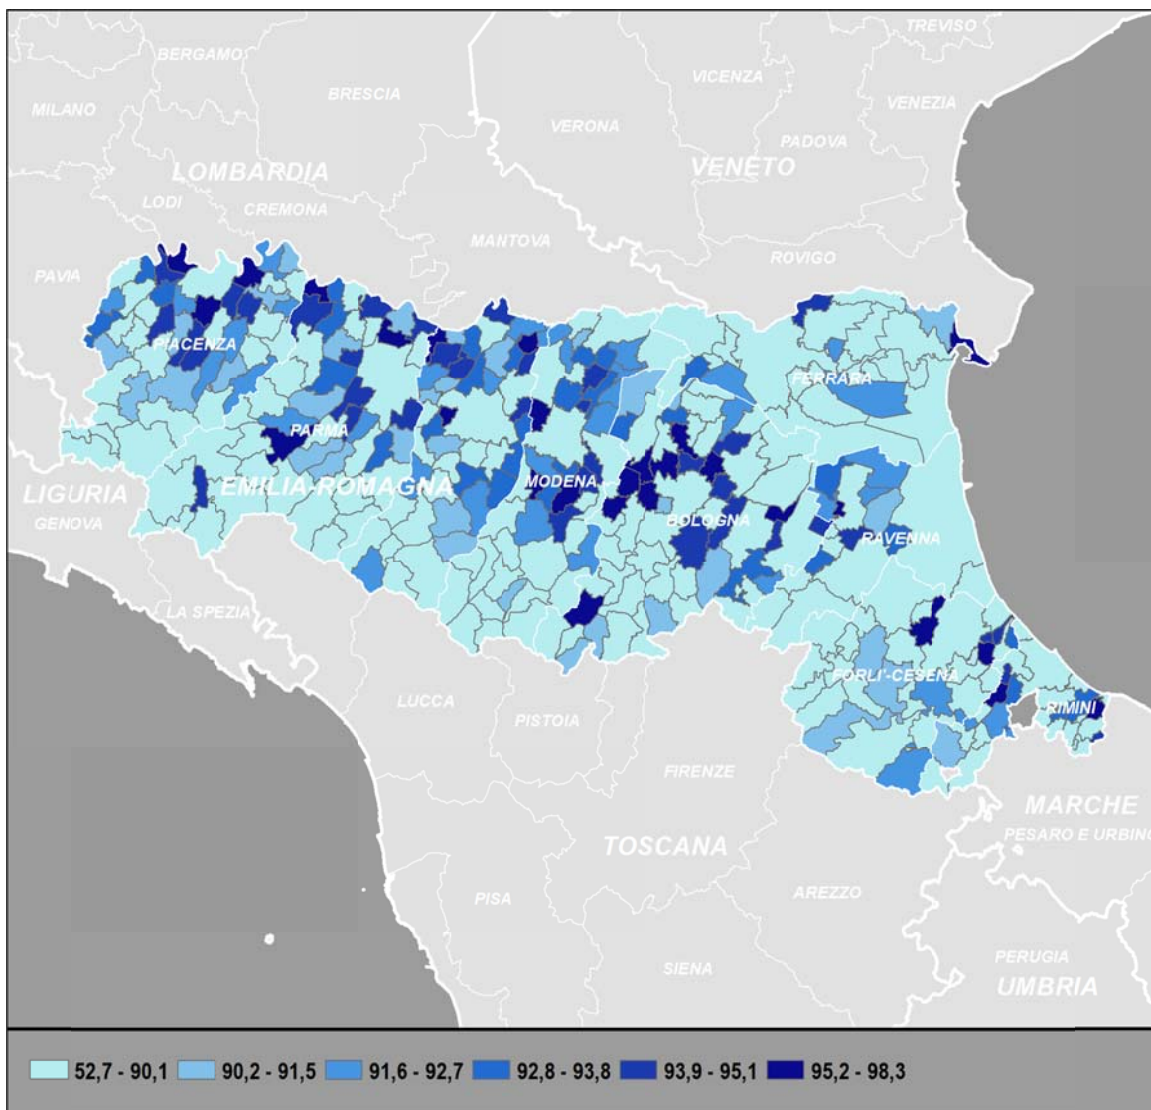 TREVISO
BERGAMO
VICENZA
BRESCIA
VENEZIA
MILANO
VERONA
PADOVA
LOMBARDIA
VENETO
LODI
CREMONA
MANTOVA
ROVIGO
PAVIA
PIACENZA
FERRARA
PARMA
EMILIA-ROMAGNA
MODENA
LIGURIA
GENOVA
BOLOGNA
RAVENNA
LA SPEZIA
FORLI'-CESENA
LUCCA
RIMINI
PISTOIA
FIRENZE
MARCHE
PESARO E URBINO
TOSCANA
PISA
AREZZO
SIENA
PERUGIA
UMBRIA
52,7 - 90,1 90,2 - 91,5 91,6 - 92,7 92,8 - 93,8 93,9 - 95,1 95,2 - 98,3